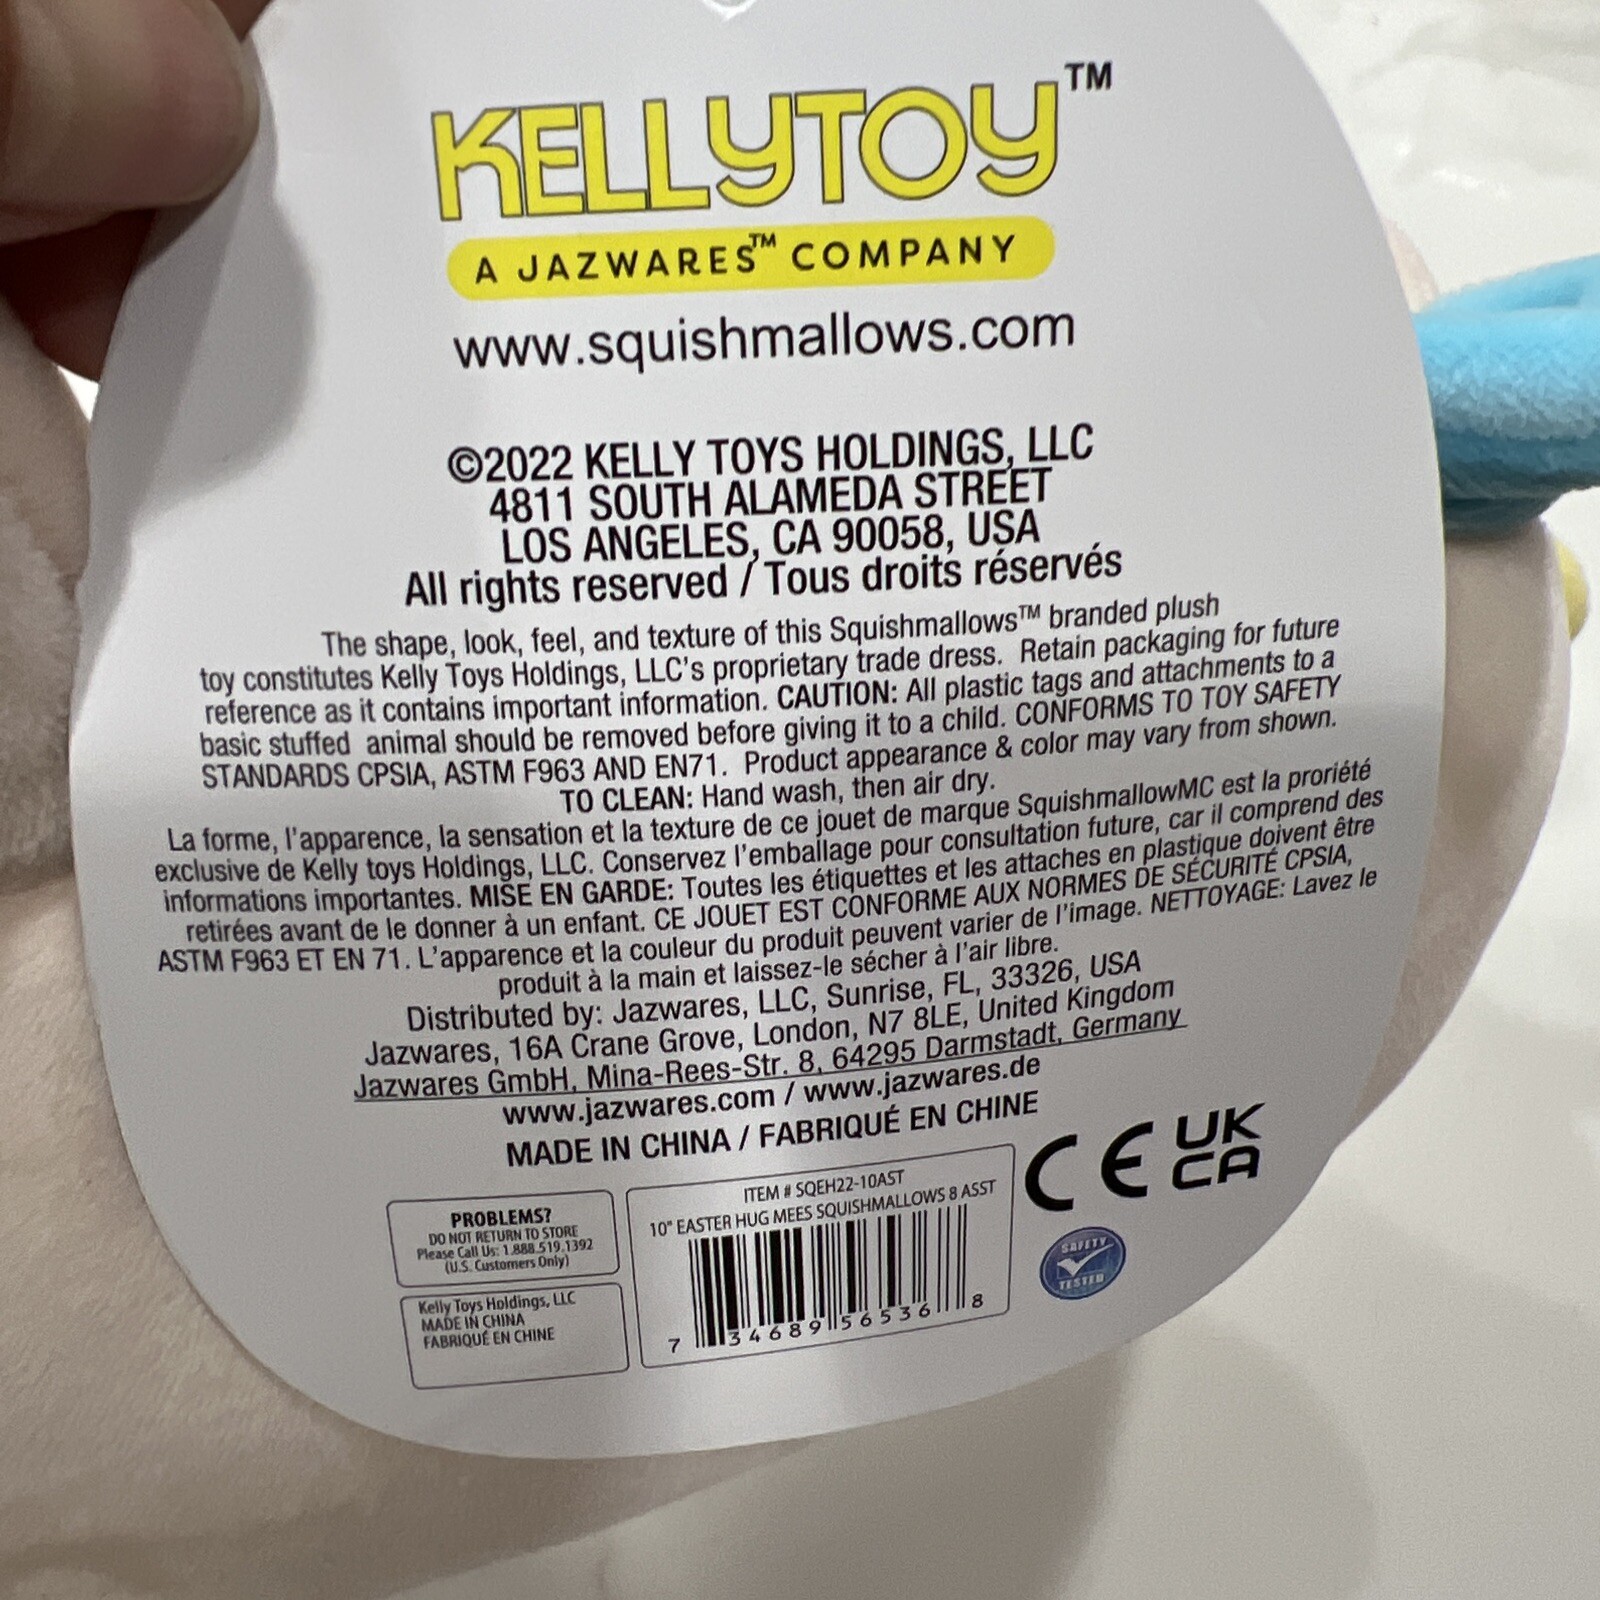 KELLYTOY™
A JAZWARES™ COMPANY
www.squishmallows.com
©2022 KELLY TOYS HOLDINGS, LLC
4811 SOUTH ALAMEDA STREET
LOS ANGELES, CA 90058, USA
All rights reserved / Tous droits réservés
The shape, look, feel, and texture of this Squishmallows™ branded plush
toy constitutes Kelly Toys Holdings, LLC's proprietary trade dress. Retain packaging for future
reference as it contains important information. CAUTION: All plastic tags and attachments to a
basic stuffed animal should be removed before giving it to a child. CONFORMS TO TOY SAFETY
STANDARDS CPSIA, ASTM F963 AND EN71. Product appearance & color may vary from shown.
TO CLEAN: Hand wash, then air dry.
La forme, l'apparence, la sensation et la texture de ce jouet de marque SquishmallowMC est la proriété
exclusive de Kelly toys Holdings, LLC. Conservez l'emballage pour consultation future, car il comprend des
informations importantes. MISE EN GARDE: Toutes les étiquettes et les attaches en plastique doivent être
retirées avant de le donner à un enfant. CE JOUET EST CONFORME AUX NORMES DE SÉCURITÉ CPSIA,
ASTM F963 ET EN 71. L'apparence et la couleur du produit peuvent varier de l'image. NETTOYAGE: Lavez le
produit à la main et laissez-le sécher à l'air libre.
Distributed by: Jazwares, LLC, Sunrise, FL, 33326, USA
Jazwares, 16A Crane Grove, London, N7 8LE, United Kingdom
Jazwares GmbH, Mina-Rees-Str. 8, 64295 Darmstadt, Germany
www.jazwares.com / www.jazwares.de
MADE IN CHINA / FABRIQUÉ EN CHINE
PROBLEMS?
DO NOT RETURN TO STORE
Please Call Us: 1.888.519.1392
(U.S. Customers Only)
Kelly Toys Holdings, LLC
MADE IN CHINA
FABRIQUÉ EN CHINE
ITEM # SQEH22-10AST
10" EASTER HUG MEES SQUISHMALLOWS 8 ASST
7 34689 56536 8
CE
UK
CA
SAFETY
TESTED